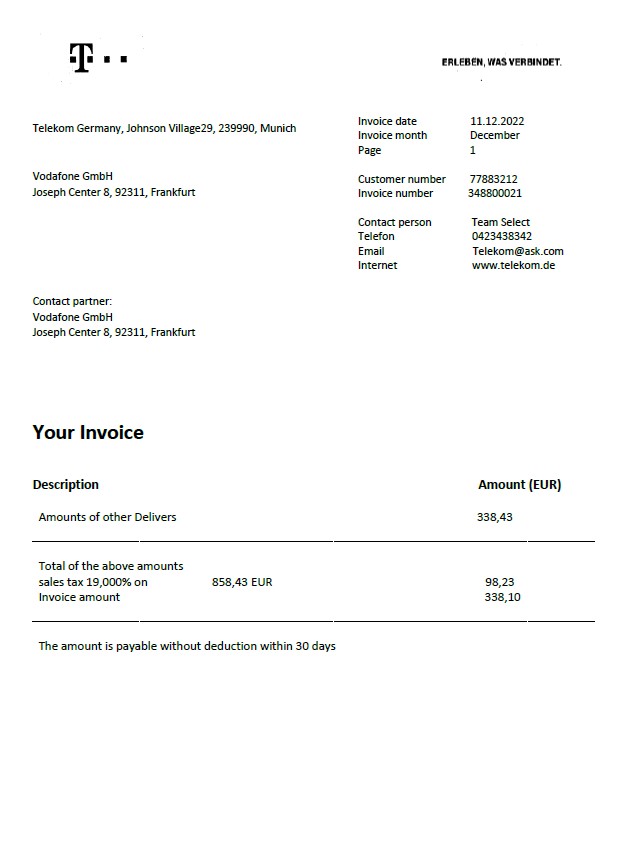 T
ERLEBEN, WAS VERBINDET.
Telekom Germany, Johnson Village29, 239990, Munich
Vodafone GmbH
Joseph Center 8, 92311, Frankfurt
Invoice date 11.12.2022
Invoice month December
Page 1
Customer number 77883212
Invoice number 348800021
Contact person Team Select
Telefon 0423438342
Email Telekom@ask.com
Internet www.telekom.de
Contact partner:
Vodafone GmbH
Joseph Center 8, 92311, Frankfurt
Your Invoice
Description Amount (EUR)
Amounts of other Delivers 338,43
Total of the above amounts
sales tax 19,000% on 858,43 EUR 98,23
Invoice amount 338,10
The amount is payable without deduction within 30 days